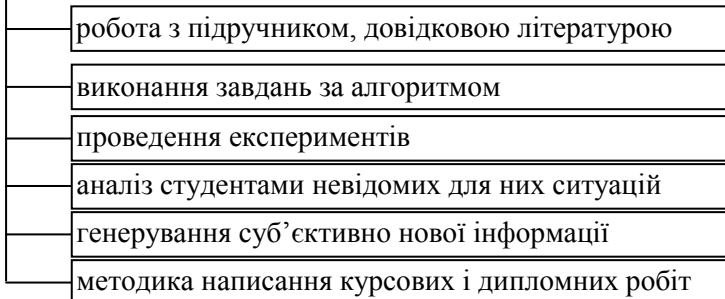 робота з підручником, довідковою літературою
виконання завдань за алгоритмом
проведення експериментів
аналіз студентами невідомих для них ситуацій
генерування суб’єктивно нової інформації
методика написання курсових і дипломних робіт